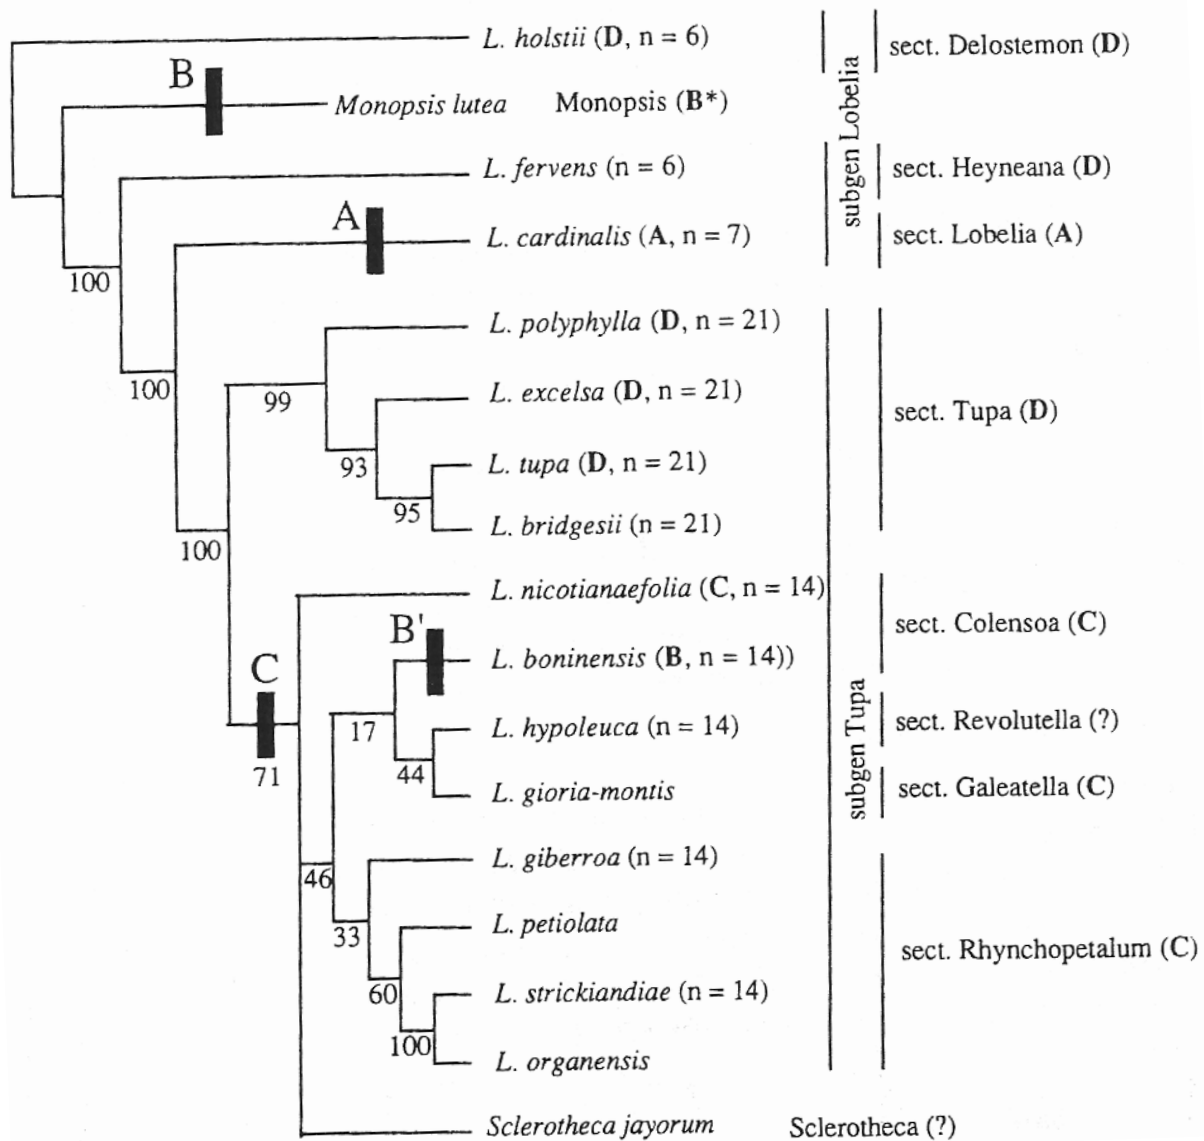 L. holstii (D, n = 6)
sect. Delostemon (D)
B
Monopsis lutea Monopsis (B*)
subgen Lobelia
L. fervens (n = 6)
sect. Heyneana (D)
A
L. cardinalis (A, n = 7)
sect. Lobelia (A)
100
L. polyphylla (D, n = 21)
100
99
L. excelsa (D, n = 21)
sect. Tupa (D)
93
L. tupa (D, n = 21)
95
L. bridgesii (n = 21)
100
L. nicotianaefolia (C, n = 14)
sect. Colensoa (C)
B'
L. boninensis (B, n = 14))
C
subgen Tupa
17
L. hypoleuca (n = 14)
sect. Revolutella (?)
71
44
L. gioria-montis
sect. Galeatella (C)
L. giberroa (n = 14)
46
L. petiolata
33
sect. Rhynchopetalum (C)
60
L. strickiandiae (n = 14)
100
L. organensis
Sclerotheca jayorum Sclerotheca (?)